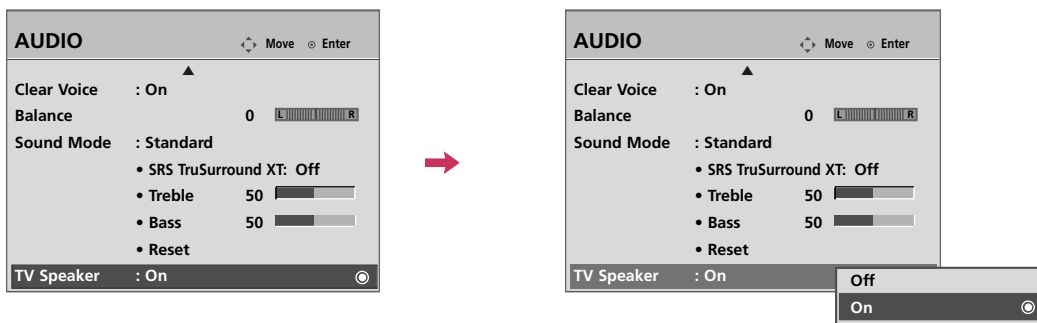 AUDIO Move Enter
Clear Voice : On
Balance 0 L R
Sound Mode : Standard
• SRS TruSurround XT: Off
• Treble 50
• Bass 50
• Reset
TV Speaker : On
AUDIO Move Enter
Clear Voice : On
Balance 0 L R
Sound Mode : Standard
• SRS TruSurround XT: Off
• Treble 50
• Bass 50
• Reset
TV Speaker : On
Off
On